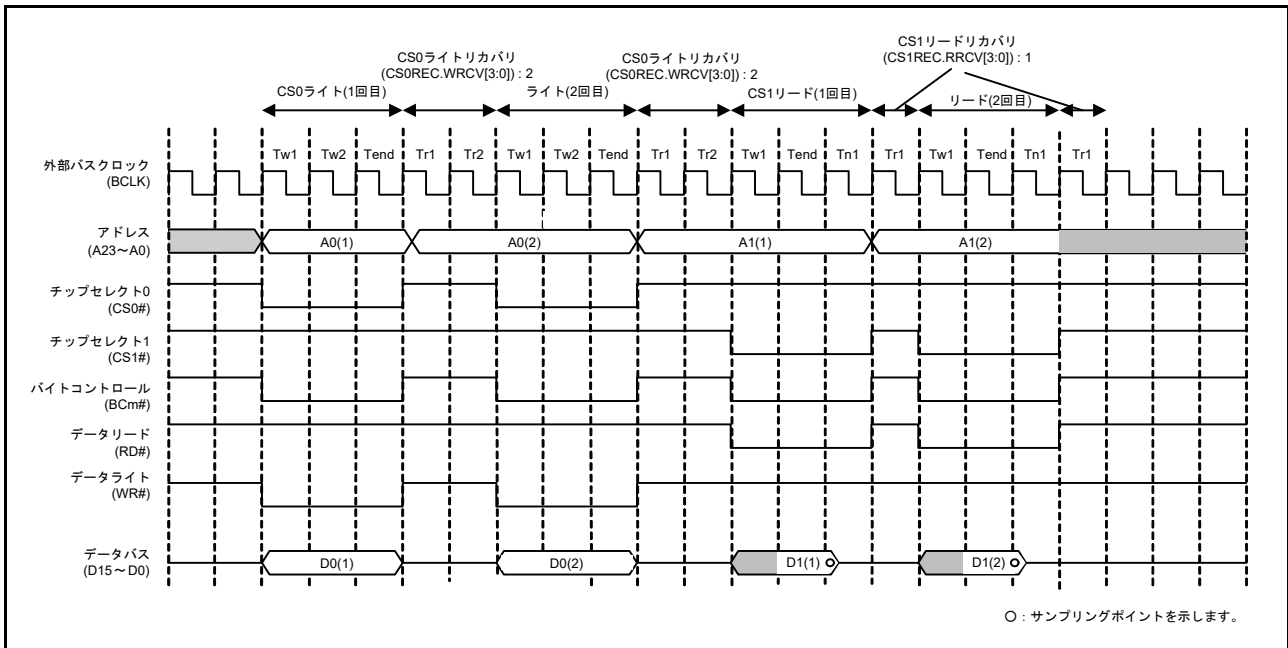 CS0ライトリカバリ
(CS0REC.WRCV[3:0]) : 2
CS0ライトリカバリ
(CS0REC.WRCV[3:0]) : 2
CS1リードリカバリ
(CS1REC.RRCV[3:0]) : 1
CS0ライト(1回目)
ライト(2回目)
CS1リード(1回目)
リード(2回目)
外部バスクロック
(BCLK)
Tw1 Tw2 Tend Tr1 Tr2 Tw1 Tw2 Tend Tr1 Tr2 Tw1 Tend Tn1 Tr1 Tw1 Tend Tn1 Tr1
アドレス
(A23～A0)
A0(1) A0(2) A1(1) A1(2)
チップセレクト0
(CS0#)
チップセレクト1
(CS1#)
バイトコントロール
(BCm#)
データリード
(RD#)
データライト
(WR#)
データバス
(D15～D0)
D0(1) D0(2) D1(1) D1(2)
○ : サンプリングポイントを示します。